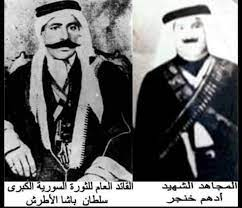 المجاهد الشهيد
أدهم خنجر
القائد العام للثورة السورية الكبرى
سلطان باشا الأطرش